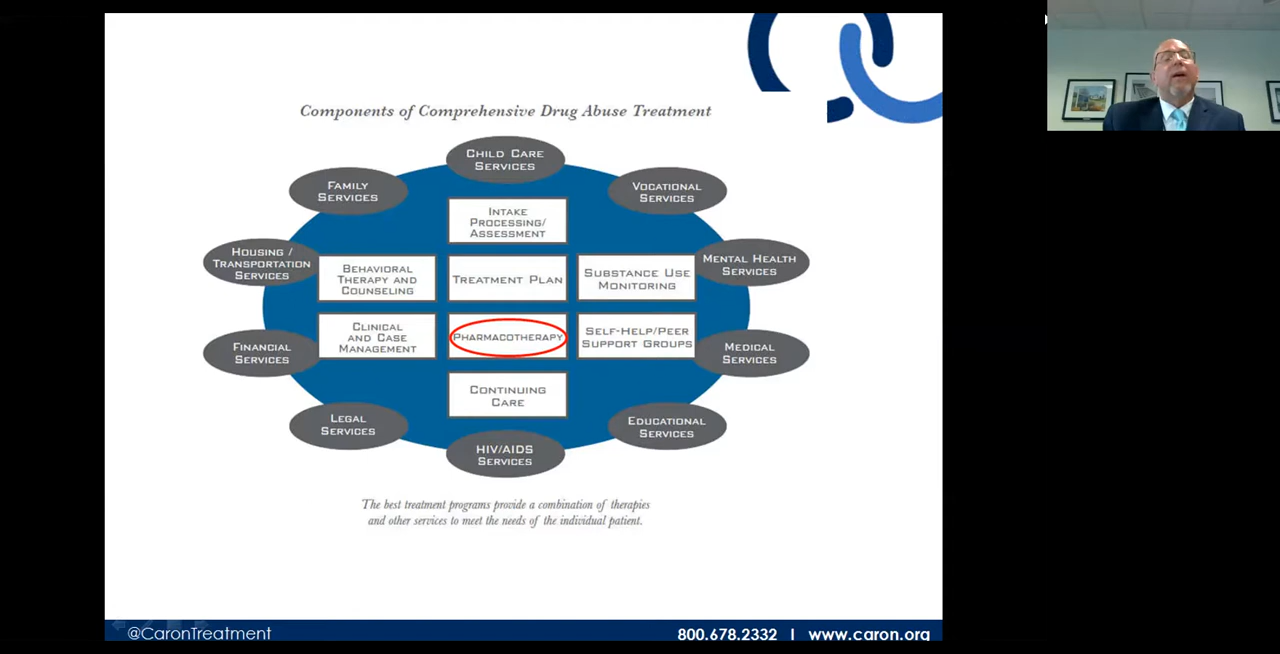 Components of Comprehensive Drug Abuse Treatment
CHILD CARE
SERVICES
FAMILY
SERVICES
VOCATIONAL
SERVICES
INTAKE
PROCESSING/
ASSESSMENT
HOUSING /
TRANSPORTATION
SERVICES
BEHAVIORAL
THERAPY AND
COUNSELING
TREATMENT PLAN
SUBSTANCE USE
MONITORING
MENTAL HEALTH
SERVICES
FINANCIAL
SERVICES
CLINICAL
AND CASE
MANAGEMENT
PHARMACOTHERAPY
SELF-HELP/PEER
SUPPORT GROUPS
MEDICAL
SERVICES
CONTINUING
CARE
LEGAL
SERVICES
EDUCATIONAL
SERVICES
HIV/AIDS
SERVICES
The best treatment programs provide a combination of therapies
and other services to meet the needs of the individual patient.
@CaronTreatment
800.678.2332 | www.caron.org